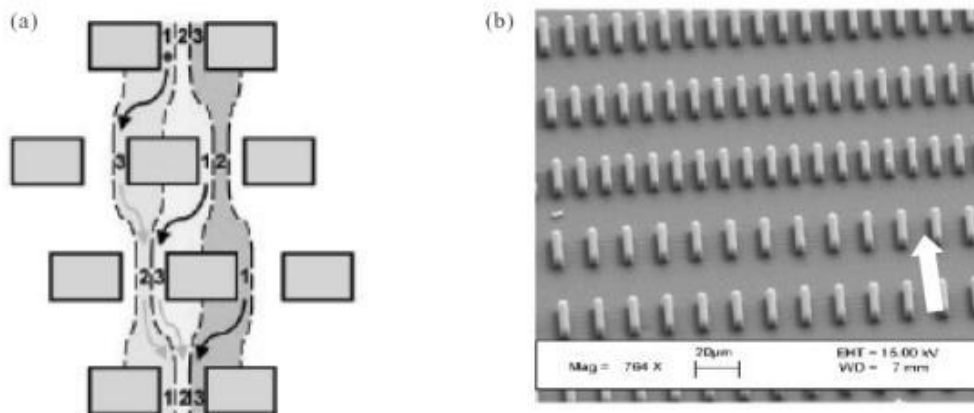 (a)
1 2 3
3 1 2
2 3 1
1 2 3
(b)
Mag = 764 X
20µm
EHT = 15.00 kV
WD = 7 mm